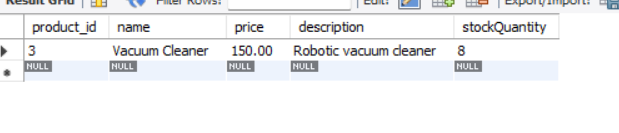 Result Grid Filter Rows: Edit: Export/Import:
product_id name price description stockQuantity
3 Vacuum Cleaner 150.00 Robotic vacuum cleaner 8
NULL NULL NULL NULL NULL